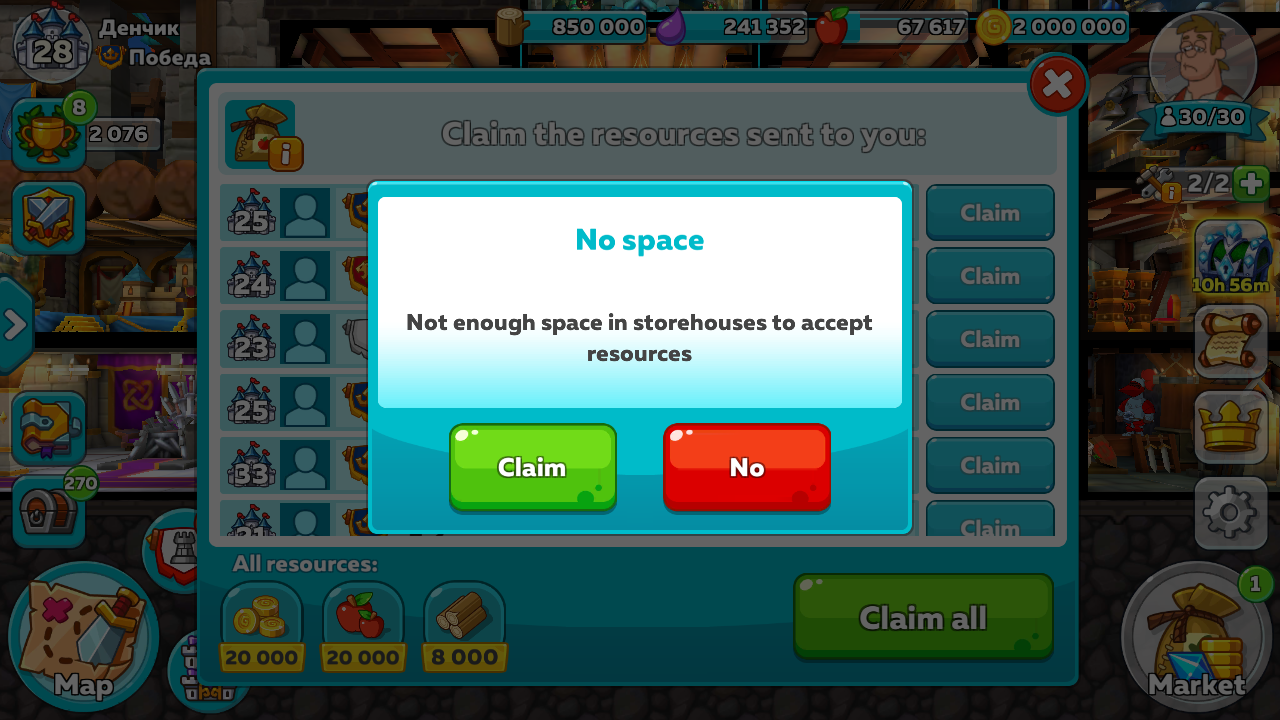 28
Денчик
Победа
850 000
241 352
67 617
G 2 000 000
8
2 076
30/30
2/2
10h 56m
270
Claim the resources sent to you:
25
Claim
24
Claim
23
Claim
25
Claim
33
Claim
Claim
No space
Not enough space in storehouses to accept
resources
Claim
No
All resources:
20 000
20 000
8 000
Claim all
Map
1
Market